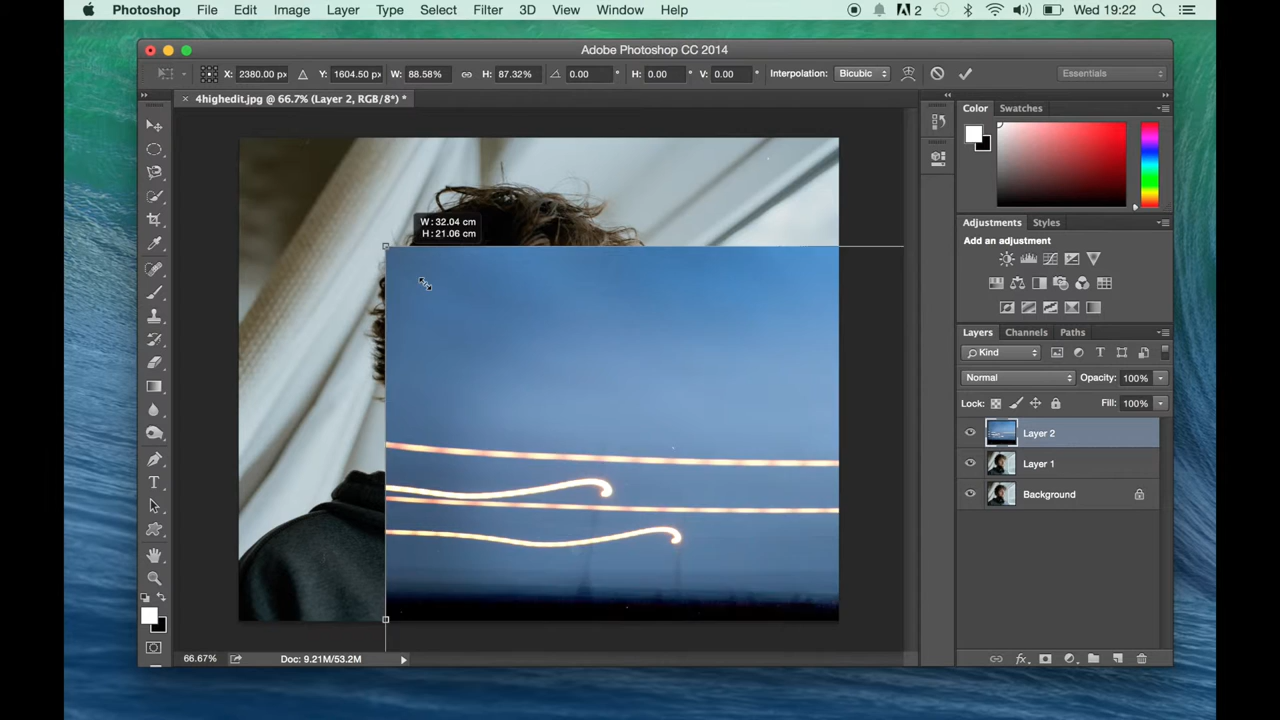 Photoshop File Edit Image Layer Type Select Filter 3D View Window Help 2 Wed 19:22
Adobe Photoshop CC 2014
X: 2380.00 px Y: 1604.50 px W: 88.58% H: 87.32% 0.00 ° H: 0.00 ° V: 0.00 ° Interpolation: Bicubic Essentials
× 4highedit.jpg @ 66.7% (Layer 2, RGB/8*) *
Color Swatches
W: 32.04 cm
H: 21.06 cm
Adjustments Styles
Add an adjustment
Layers Channels Paths
Kind
Normal Opacity: 100%
Lock: Fill: 100%
Layer 2
Layer 1
Background
66.67% Doc: 9.21M/53.2M